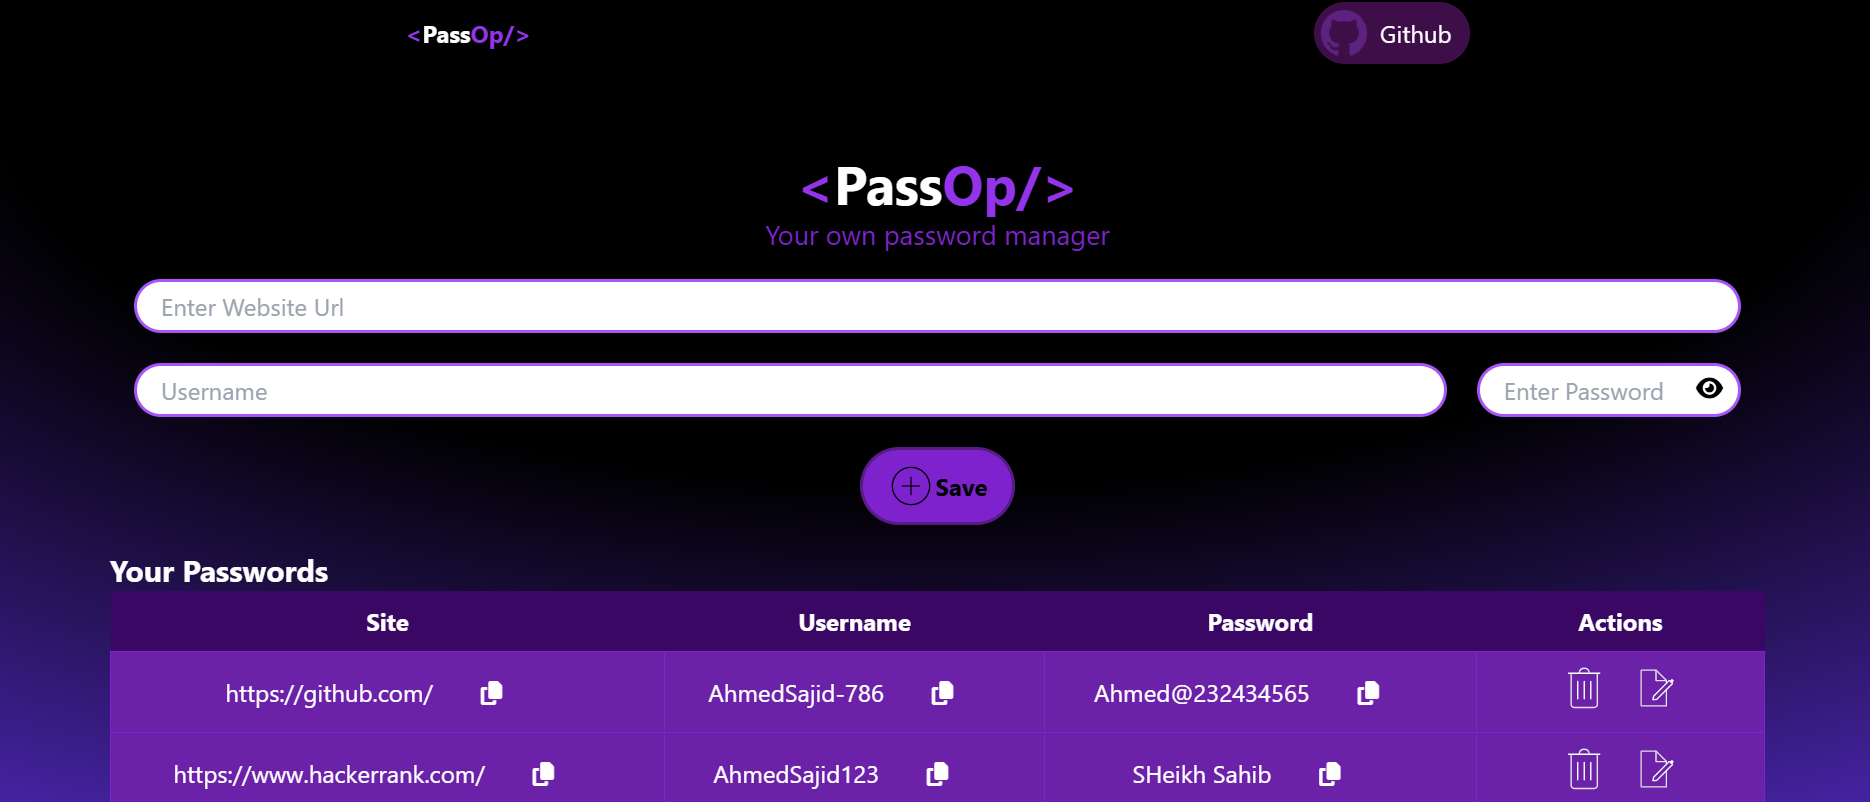 <PassOp/>
Github
<PassOp/>
Your own password manager
Enter Website Url
Username Enter Password
Save
Your Passwords
Site Username Password Actions
https://github.com/ AhmedSajid-786 Ahmed@232434565
https://www.hackerrank.com/ AhmedSajid123 SHeikh Sahib